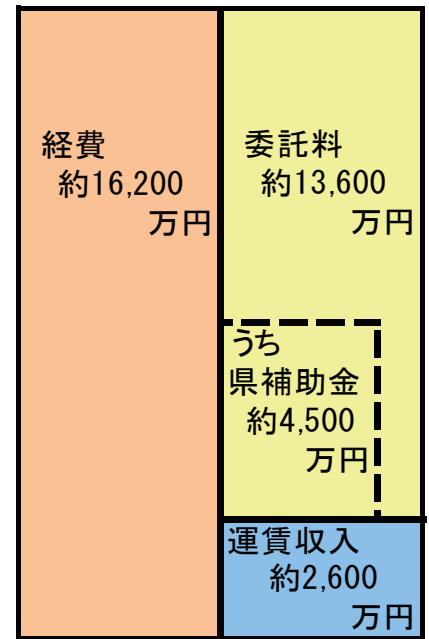 経費
約16,200
万円
委託料
約13,600
万円
うち
県補助金
約4,500
万円
運賃収入
約2,600
万円